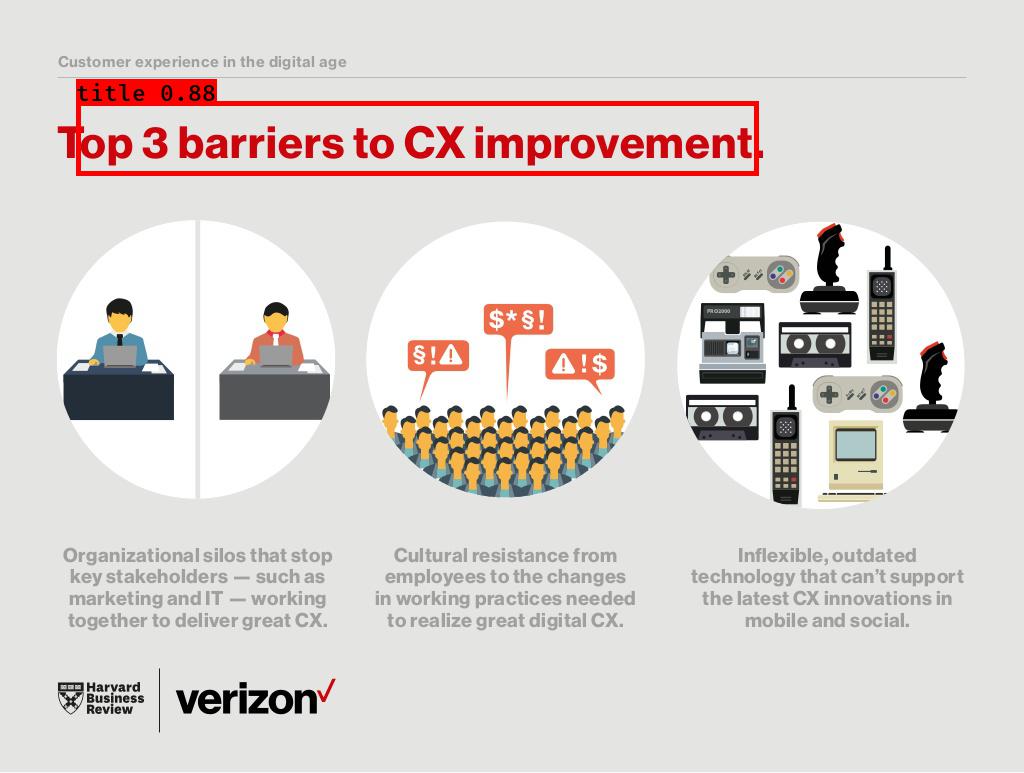 Customer experience in the digital age
title 0.88
Top 3 barriers to CX improvement.
$*§!
§!⚠
⚠!$
PRO2000
Organizational silos that stop
key stakeholders — such as
marketing and IT — working
together to deliver great CX.
Cultural resistance from
employees to the changes
in working practices needed
to realize great digital CX.
Inflexible, outdated
technology that can’t support
the latest CX innovations in
mobile and social.
Harvard
Business
Review
verizon✓